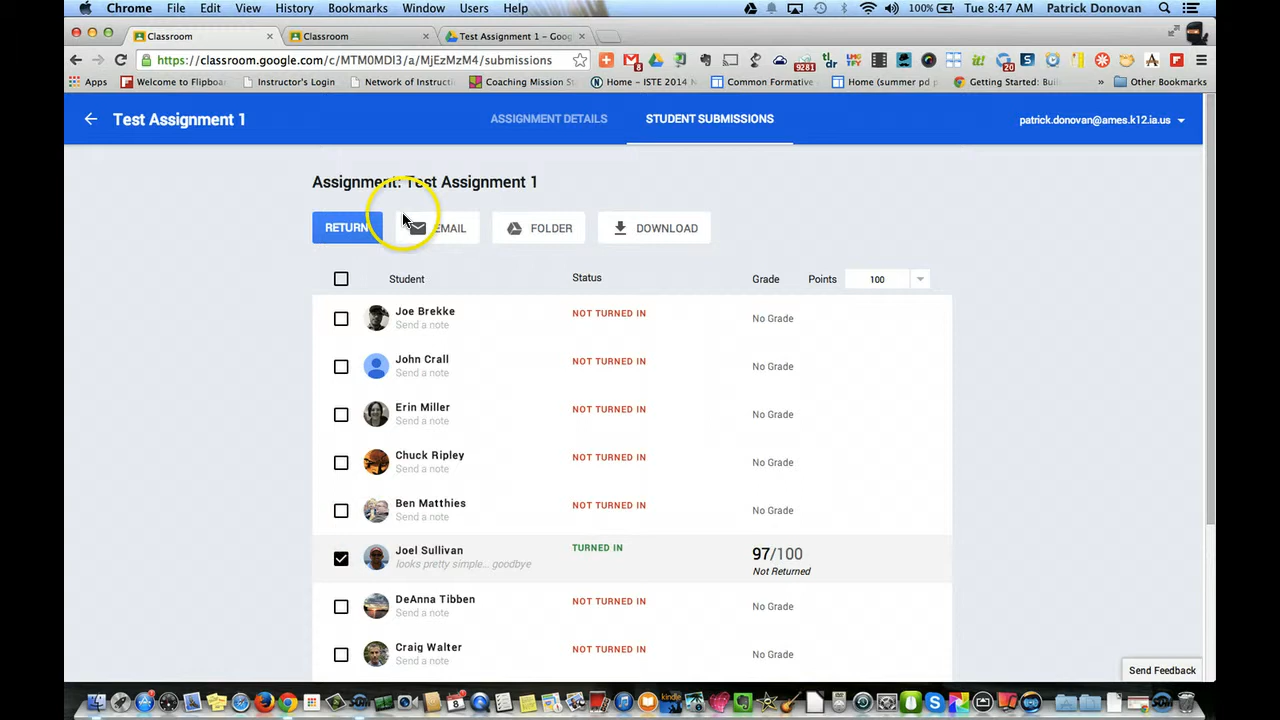 Chrome File Edit View History Bookmarks Window Users Help 100% Tue 8:47 AM Patrick Donovan
Classroom Classroom Test Assignment 1 – Goo
https://classroom.google.com/c/MTM0MDI3/a/MjEzMzM4/submissions
Apps Welcome to Flipboa Instructor's Login Network of Instructi Coaching Mission St Home – ISTE 2014 N Common Formative Home (summer pd p Getting Started: Buil » Other Bookmarks
Test Assignment 1 ASSIGNMENT DETAILS STUDENT SUBMISSIONS patrick.donovan@ames.k12.ia.us
Assignment: Test Assignment 1
RETURN EMAIL FOLDER DOWNLOAD
Student Status Grade Points 100
Joe Brekke NOT TURNED IN No Grade
Send a note
John Crall NOT TURNED IN No Grade
Send a note
Erin Miller NOT TURNED IN No Grade
Send a note
Chuck Ripley NOT TURNED IN No Grade
Send a note
Ben Matthies NOT TURNED IN No Grade
Send a note
Joel Sullivan TURNED IN 97/100
looks pretty simple... goodbye Not Returned
DeAnna Tibben NOT TURNED IN No Grade
Send a note
Craig Walter NOT TURNED IN No Grade
Send a note
Send Feedback